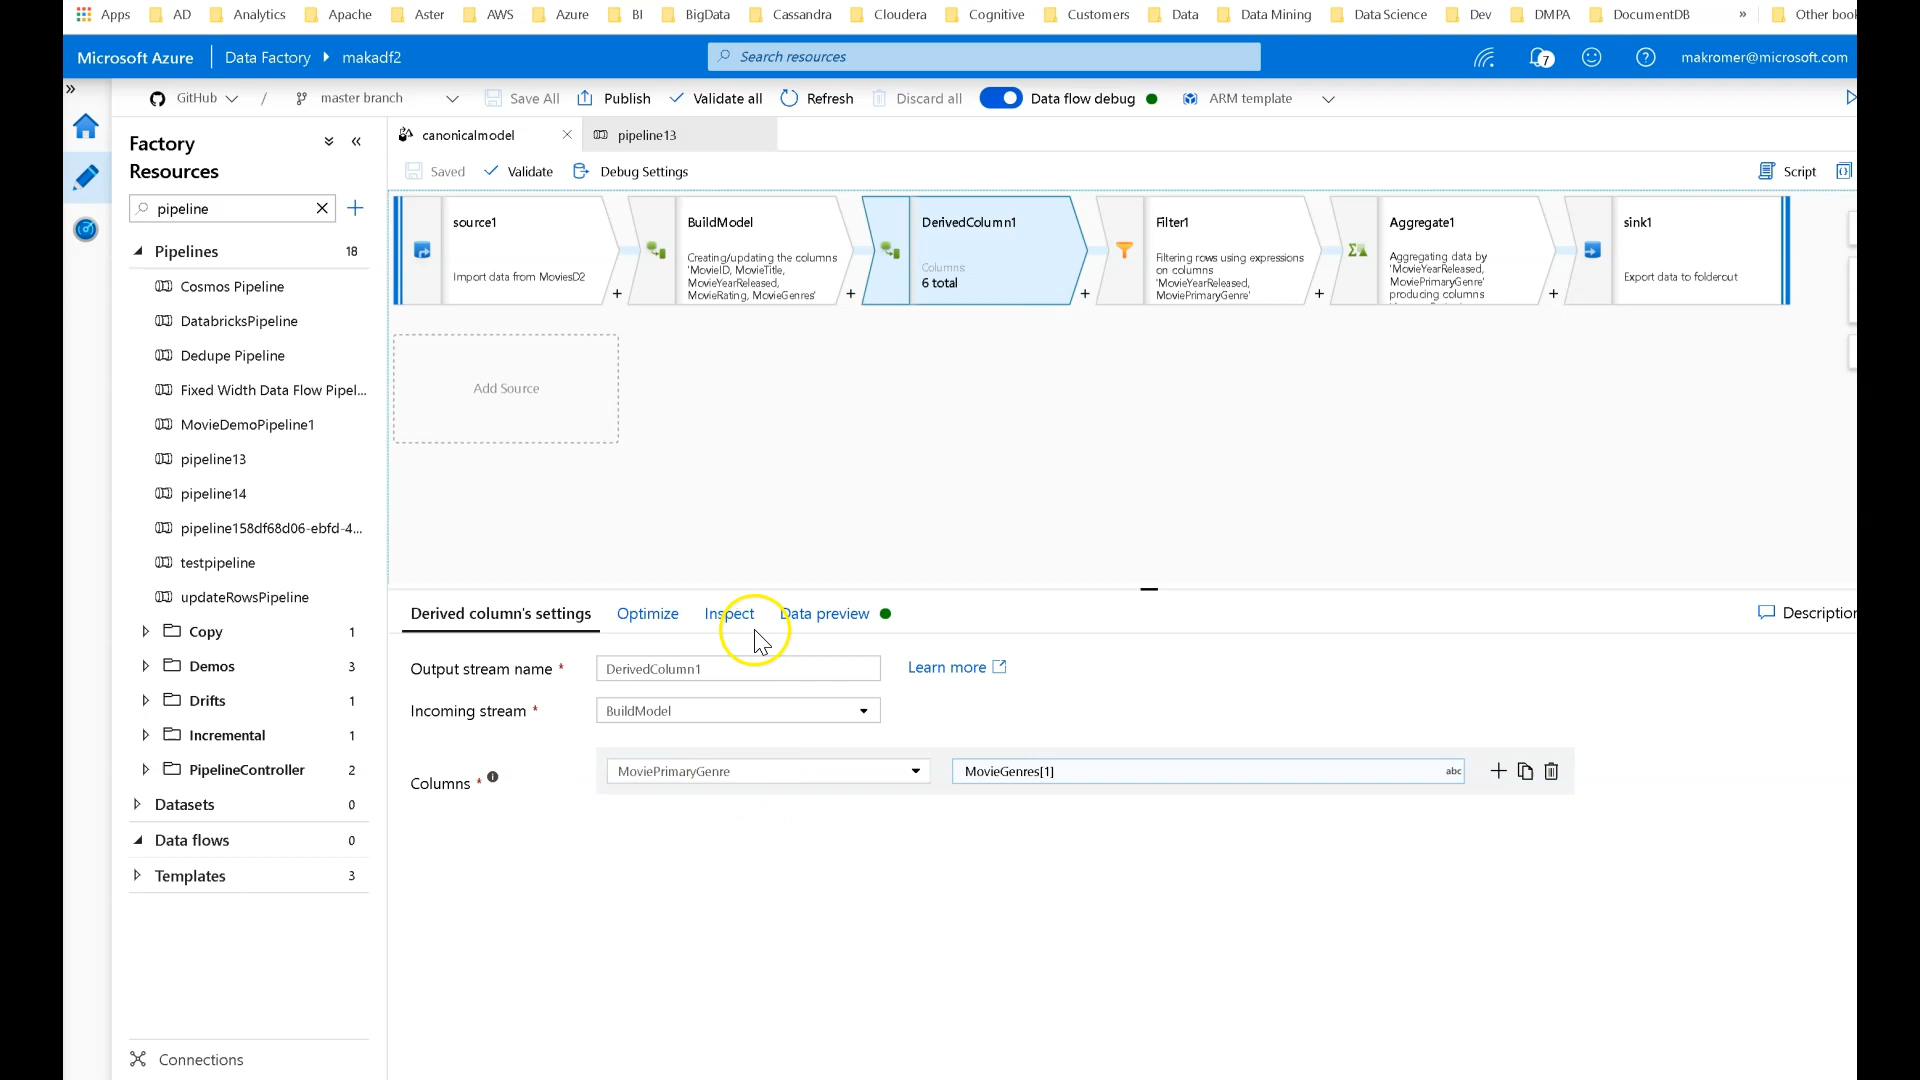 Apps AD Analytics Apache Aster AWS Azure BI BigData Cassandra Cloudera Cognitive Customers Data Data Mining Data Science Dev DMPA DocumentDB » Other book
Microsoft Azure Data Factory makadf2 Search resources 7 makromer@microsoft.com
» GitHub / master branch Save All Publish Validate all Refresh Discard all Data flow debug ARM template
Factory
Resources
pipeline
Pipelines 18
Cosmos Pipeline
DatabricksPipeline
Dedupe Pipeline
Fixed Width Data Flow Pipel...
MovieDemoPipeline1
pipeline13
pipeline14
pipeline158df68d06-ebfd-4...
testpipeline
updateRowsPipeline
Copy 1
Demos 3
Drifts 1
Incremental 1
PipelineController 2
Datasets 0
Data flows 0
Templates 3
Connections
canonicalmodel pipeline13
Saved Validate Debug Settings Script
source1
Import data from MoviesD2
BuildModel
Creating/updating the columns
'MovieID, MovieTitle,
MovieYearReleased,
MovieRating, MovieGenres'
DerivedColumn1
Columns:
6 total
Filter1
Filtering rows using expressions
on columns
'MovieYearReleased,
MoviePrimaryGenre'
Aggregate1
Aggregating data by
'MovieYearReleased,
MoviePrimaryGenre'
producing columns
sink1
Export data to folderout
Add Source
Derived column's settings Optimize Inspect Data preview Description
Output stream name * DerivedColumn1 Learn more
Incoming stream * BuildModel
Columns * MoviePrimaryGenre MovieGenres[1] abc